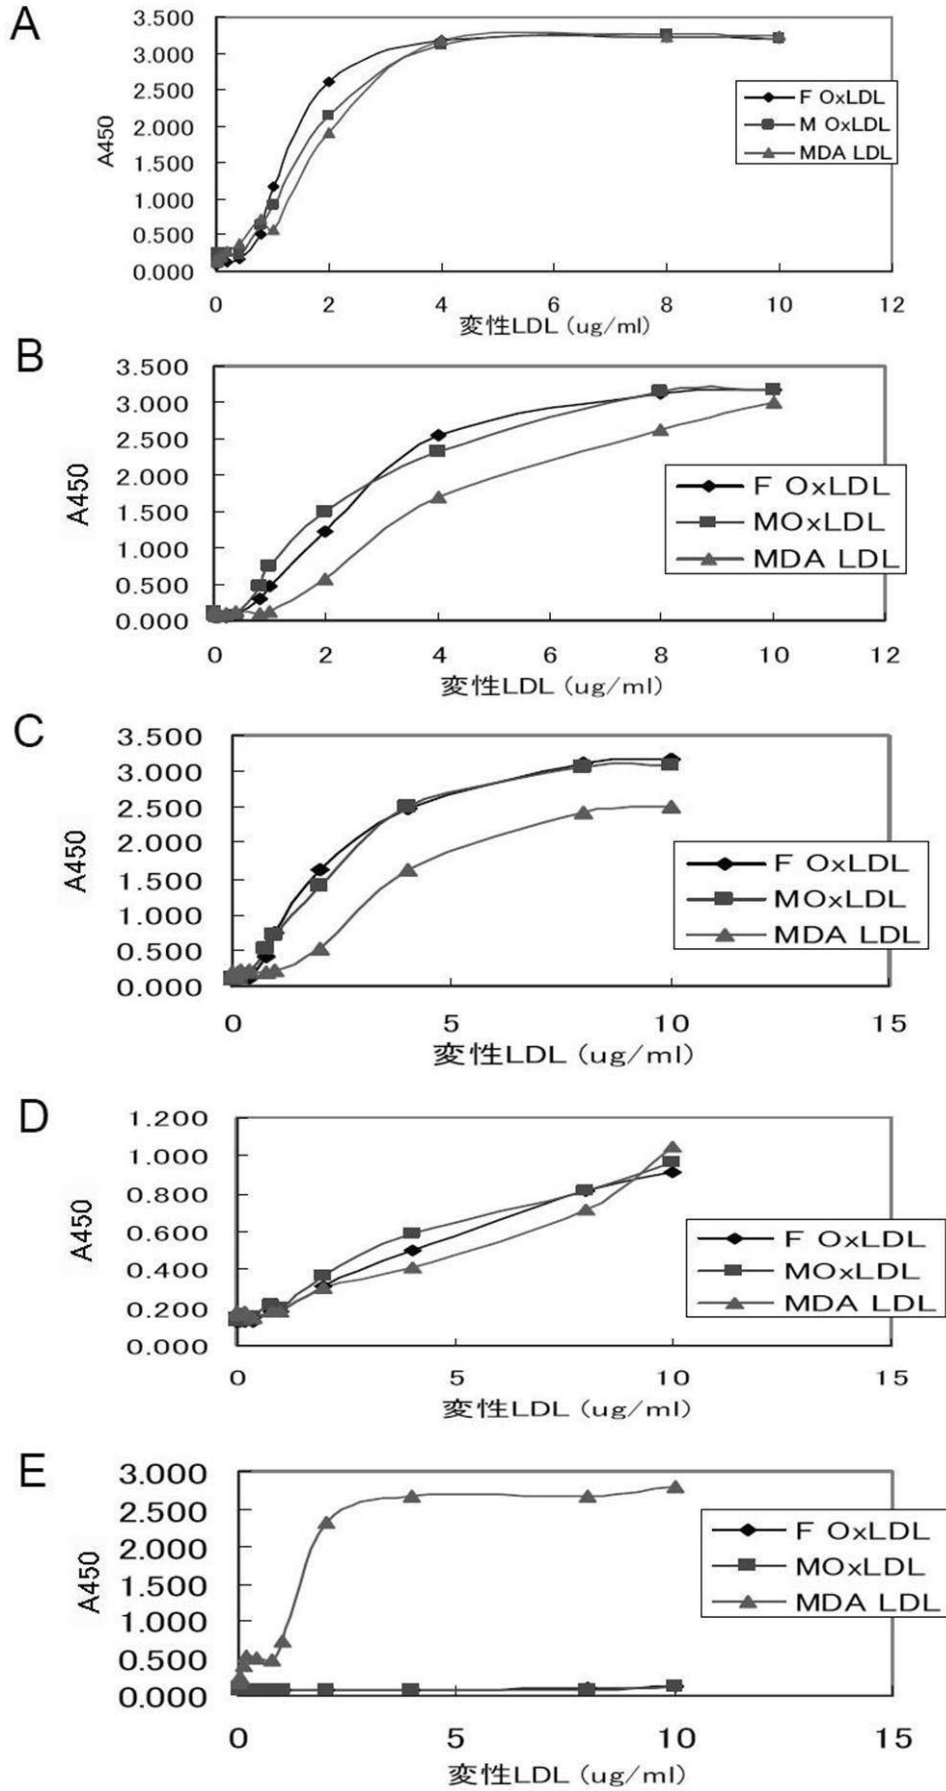 A
3.500
3.000
2.500
2.000
1.500
1.000
0.500
0.000
A450
F OxLDL
M OxLDL
MDA LDL
0 2 4 6 8 10 12
変性LDL (ug/ml)
B
3.500
3.000
2.500
2.000
1.500
1.000
0.500
0.000
A450
F OxLDL
MOxLDL
MDA LDL
0 2 4 6 8 10 12
変性LDL (ug/ml)
C
3.500
3.000
2.500
2.000
1.500
1.000
0.500
0.000
A450
F OxLDL
MOxLDL
MDA LDL
0 5 10 15
変性LDL (ug/ml)
D
1.200
1.000
0.800
0.600
0.400
0.200
0.000
A450
F OxLDL
MOxLDL
MDA LDL
0 5 10 15
変性LDL (ug/ml)
E
3.000
2.500
2.000
1.500
1.000
0.500
0.000
A450
F OxLDL
MOxLDL
MDA LDL
0 5 10 15
変性LDL (ug/ml)